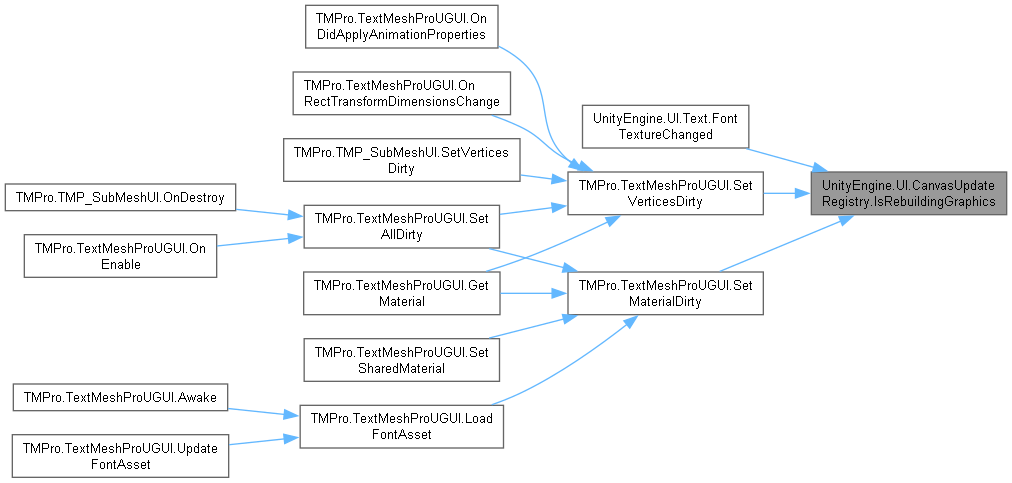 TMPro.TextMeshProUGUI.On
DidApplyAnimationProperties
TMPro.TextMeshProUGUI.On
RectTransformDimensionsChange
UnityEngine.UI.Text.Font
TextureChanged
TMPro.TMP_SubMeshUI.SetVertices
Dirty
TMPro.TextMeshProUGUI.Set
VerticesDirty
UnityEngine.UI.CanvasUpdate
Registry.IsRebuildingGraphics
TMPro.TMP_SubMeshUI.OnDestroy
TMPro.TextMeshProUGUI.Set
AllDirty
TMPro.TextMeshProUGUI.On
Enable
TMPro.TextMeshProUGUI.Get
Material
TMPro.TextMeshProUGUI.Set
MaterialDirty
TMPro.TextMeshProUGUI.Set
SharedMaterial
TMPro.TextMeshProUGUI.Awake
TMPro.TextMeshProUGUI.Load
FontAsset
TMPro.TextMeshProUGUI.Update
FontAsset